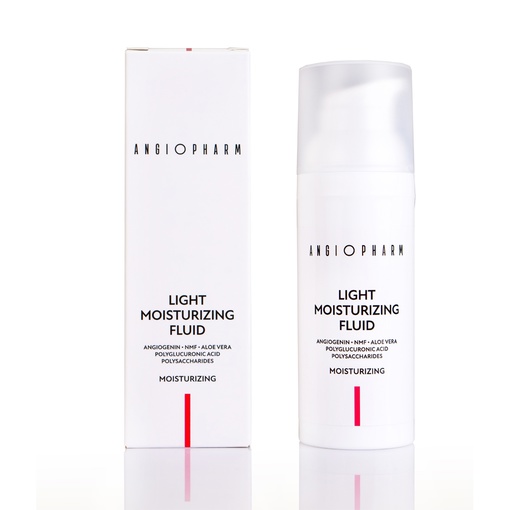 ANGIOPHARM
LIGHT
MOISTURIZING
FLUID
ANGIOGENIN • NMF • ALOE VERA
POLYGLUCURONIC ACID
POLYSACCHARIDES
MOISTURIZING
ANGIOPHARM
LIGHT
MOISTURIZING
FLUID
ANGIOGENIN • NMF • ALOE VERA
POLYGLUCURONIC ACID
POLYSACCHARIDES
MOISTURIZING